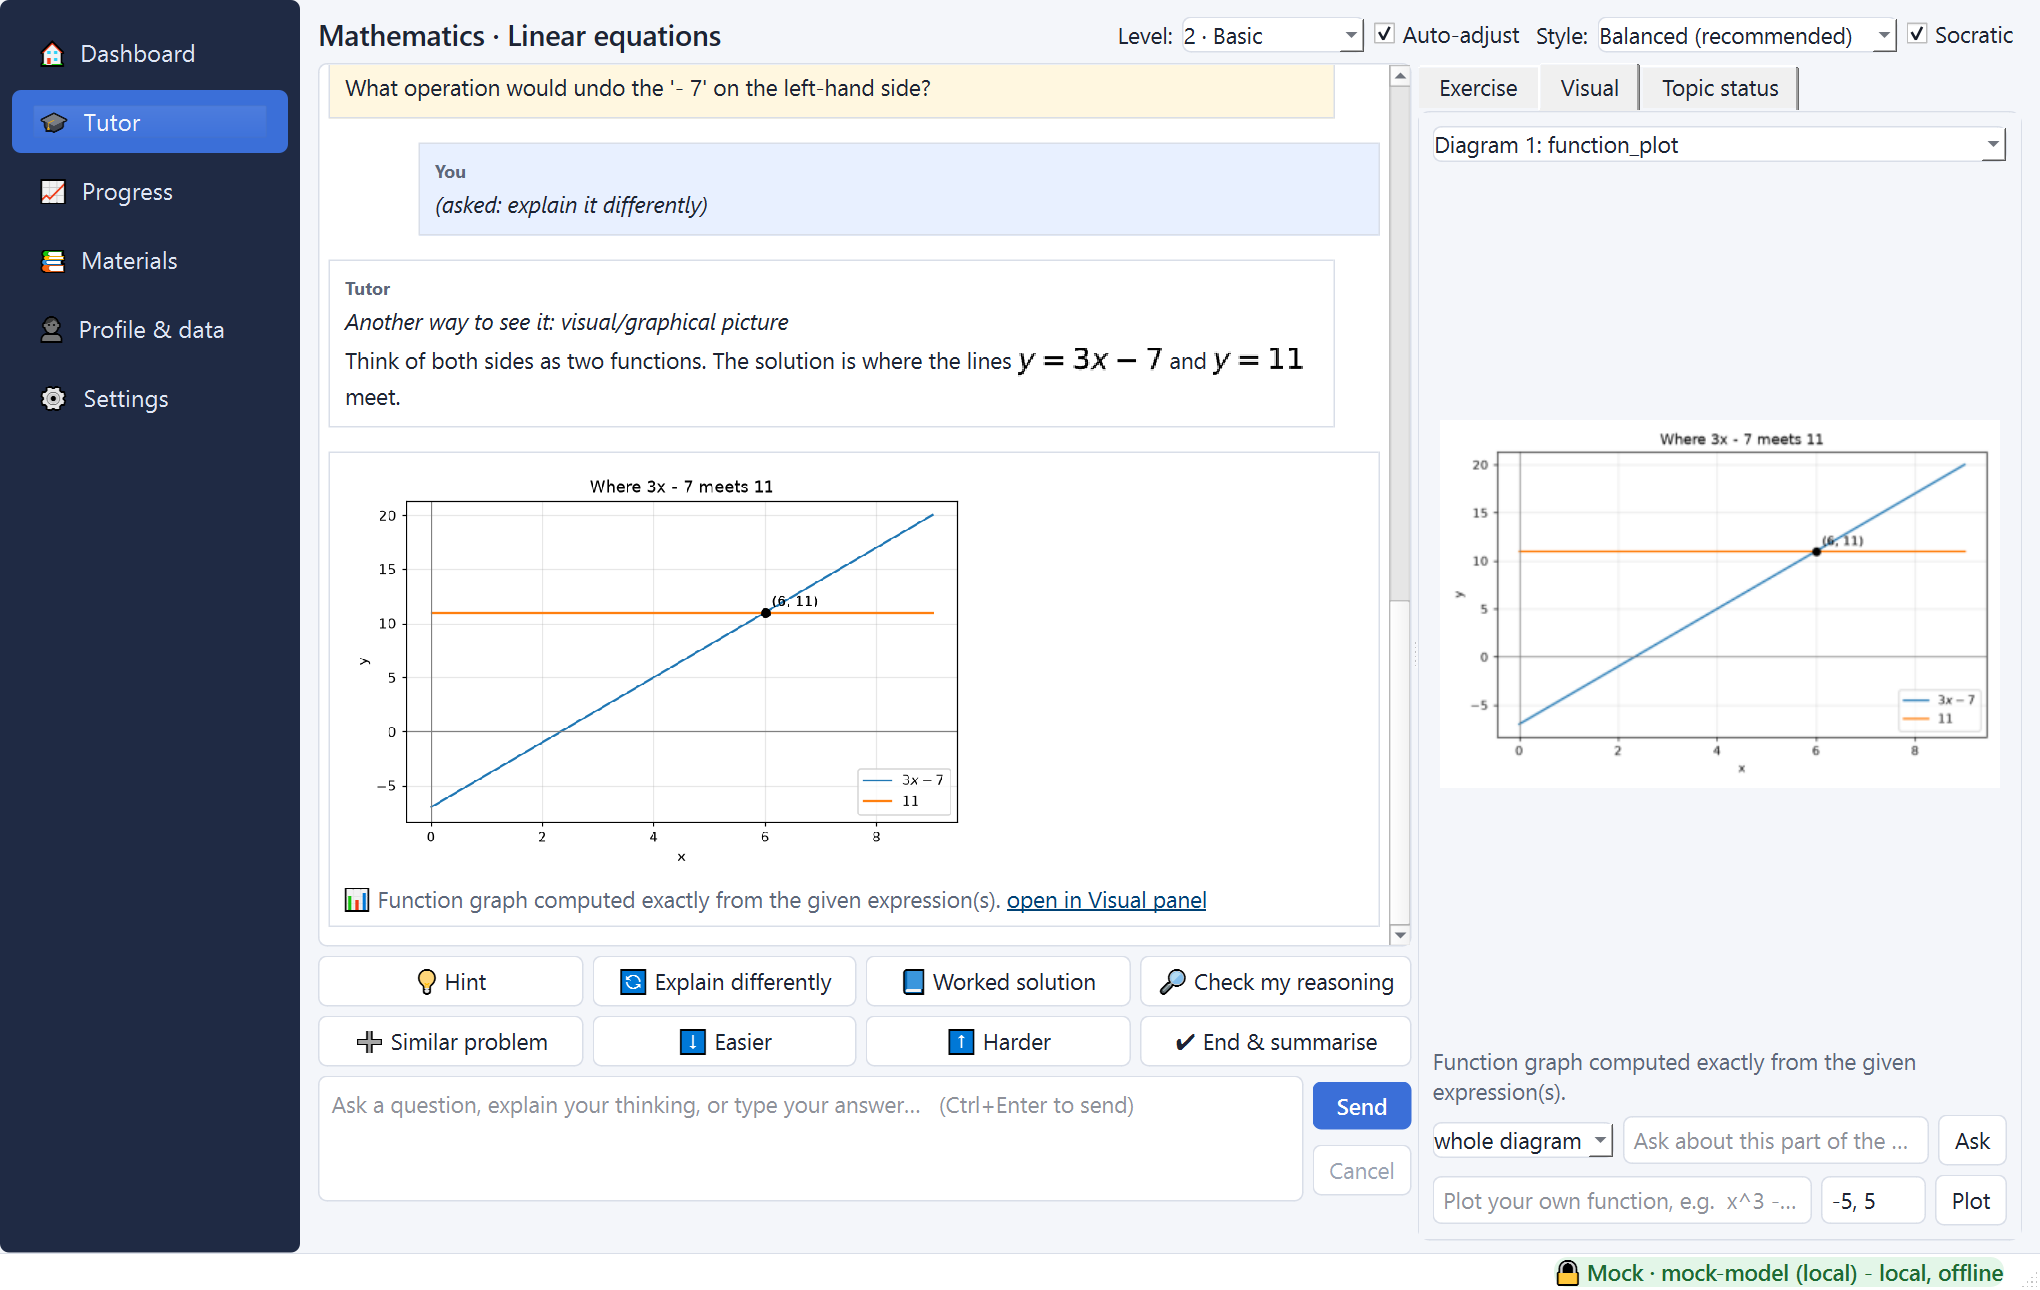 Dashboard
Tutor
Progress
Materials
Profile & data
Settings
Mathematics · Linear equations
Level: 2 · Basic Auto-adjust Style: Balanced (recommended) Socratic
What operation would undo the '- 7' on the left-hand side?
You
(asked: explain it differently)
Tutor
Another way to see it: visual/graphical picture
Think of both sides as two functions. The solution is where the lines y = 3x − 7 and y = 11
meet.
Where 3x - 7 meets 11
20
15
10
5
0
−5
y
(6, 11)
3x − 7
11
0 2 4 6 8
x
Function graph computed exactly from the given expression(s). open in Visual panel
Hint Explain differently Worked solution Check my reasoning
Similar problem Easier Harder End & summarise
Ask a question, explain your thinking, or type your answer... (Ctrl+Enter to send)
Send
Cancel
Exercise Visual Topic status
Diagram 1: function_plot
Where 3x - 7 meets 11
20
15
10
5
0
−5
y
(6, 11)
3x − 7
11
0 2 4 6 8
x
Function graph computed exactly from the given
expression(s).
whole diagram Ask about this part of the ... Ask
Plot your own function, e.g. x^3 -... -5, 5 Plot
Mock · mock-model (local) - local, offline